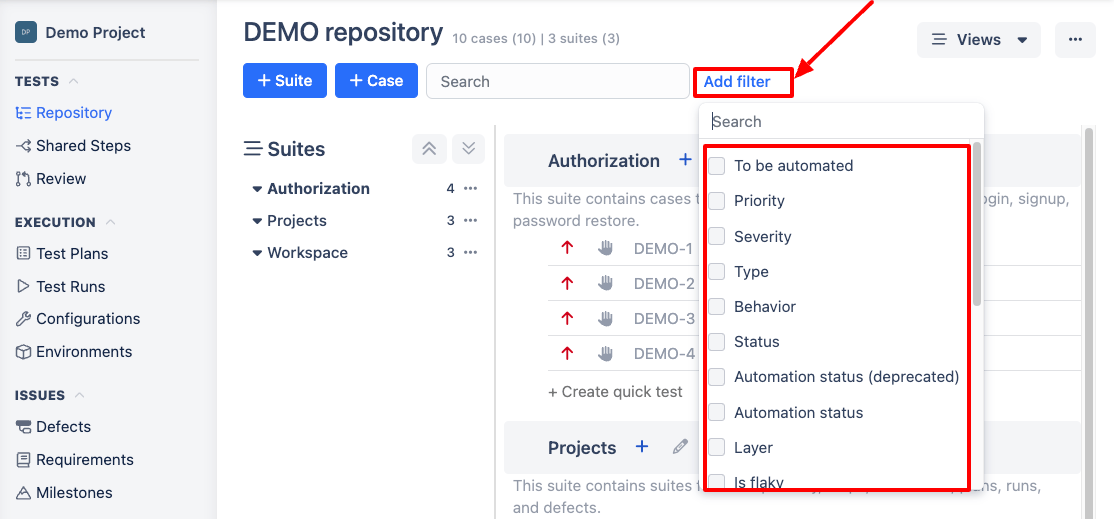 DP Demo Project
TESTS
Repository
Shared Steps
Review
EXECUTION
Test Plans
Test Runs
Configurations
Environments
ISSUES
Defects
Requirements
Milestones
DEMO repository 10 cases (10) | 3 suites (3)
Views
+ Suite + Case Search Add filter
Suites
Authorization 4
Projects 3
Workspace 3
Authorization +
This suite contains cases ogin, signup,
password restore.
DEMO-1
DEMO-2
DEMO-3
DEMO-4
+ Create quick test
Projects +
This suite contains suites runs,
and defects.
Search
To be automated
Priority
Severity
Type
Behavior
Status
Automation status (deprecated)
Automation status
Layer
Is flaky